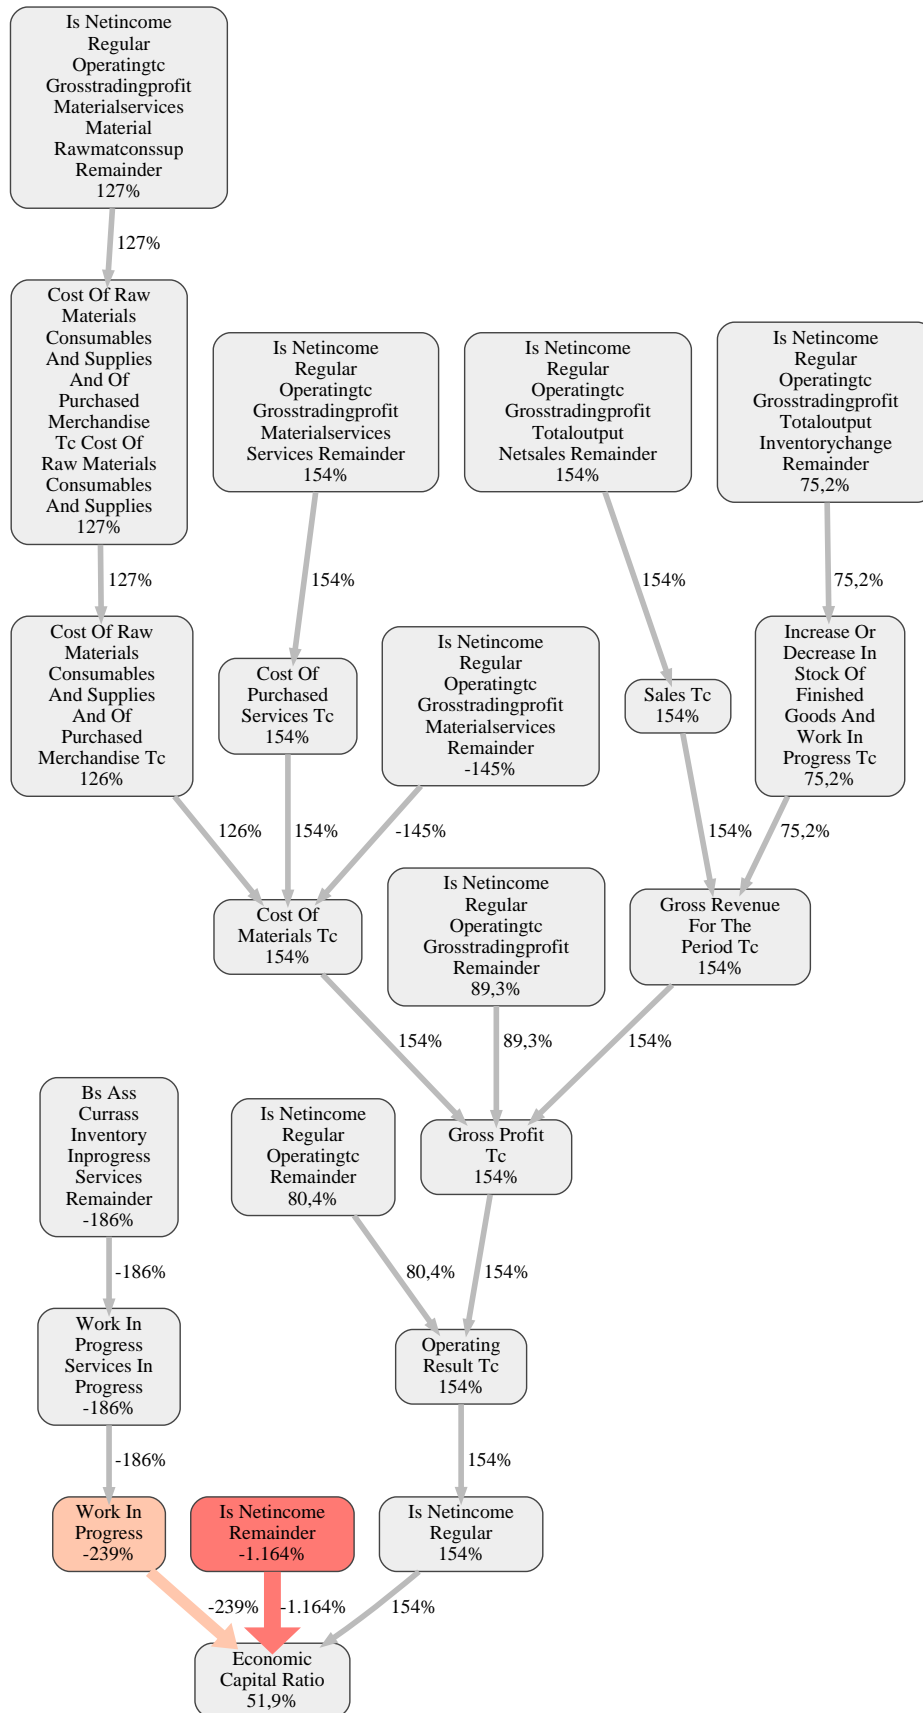 Is Netincome
Regular
Operatingtc
Grosstradingprofit
Materialservices
Material
Rawmatconssup
Remainder
127%
127%
Cost Of Raw
Materials
Consumables
And Supplies
And Of
Purchased
Merchandise
Tc Cost Of
Raw Materials
Consumables
And Supplies
127%
Is Netincome
Regular
Operatingtc
Grosstradingprofit
Materialservices
Services Remainder
154%
Is Netincome
Regular
Operatingtc
Grosstradingprofit
Totaloutput
Netsales Remainder
154%
Is Netincome
Regular
Operatingtc
Grosstradingprofit
Totaloutput
Inventorychange
Remainder
75,2%
127%
154%
154%
75,2%
Cost Of Raw
Materials
Consumables
And Supplies
And Of
Purchased
Merchandise Tc
126%
Cost Of
Purchased
Services Tc
154%
Is Netincome
Regular
Operatingtc
Grosstradingprofit
Materialservices
Remainder
-145%
Sales Tc
154%
Increase Or
Decrease In
Stock Of
Finished
Goods And
Work In
Progress Tc
75,2%
126%
154%
-145%
154%
75,2%
Cost Of
Materials Tc
154%
Is Netincome
Regular
Operatingtc
Grosstradingprofit
Remainder
89,3%
Gross Revenue
For The
Period Tc
154%
154%
89,3%
154%
Bs Ass
Currass
Inventory
Inprogress
Services
Remainder
-186%
Is Netincome
Regular
Operatingtc
Remainder
80,4%
Gross Profit
Tc
154%
-186%
80,4%
154%
Work In
Progress
Services In
Progress
-186%
Operating
Result Tc
154%
-186%
154%
Work In
Progress
-239%
Is Netincome
Remainder
-1.164%
Is Netincome
Regular
154%
-239%
-1.164%
154%
Economic
Capital Ratio
51,9%